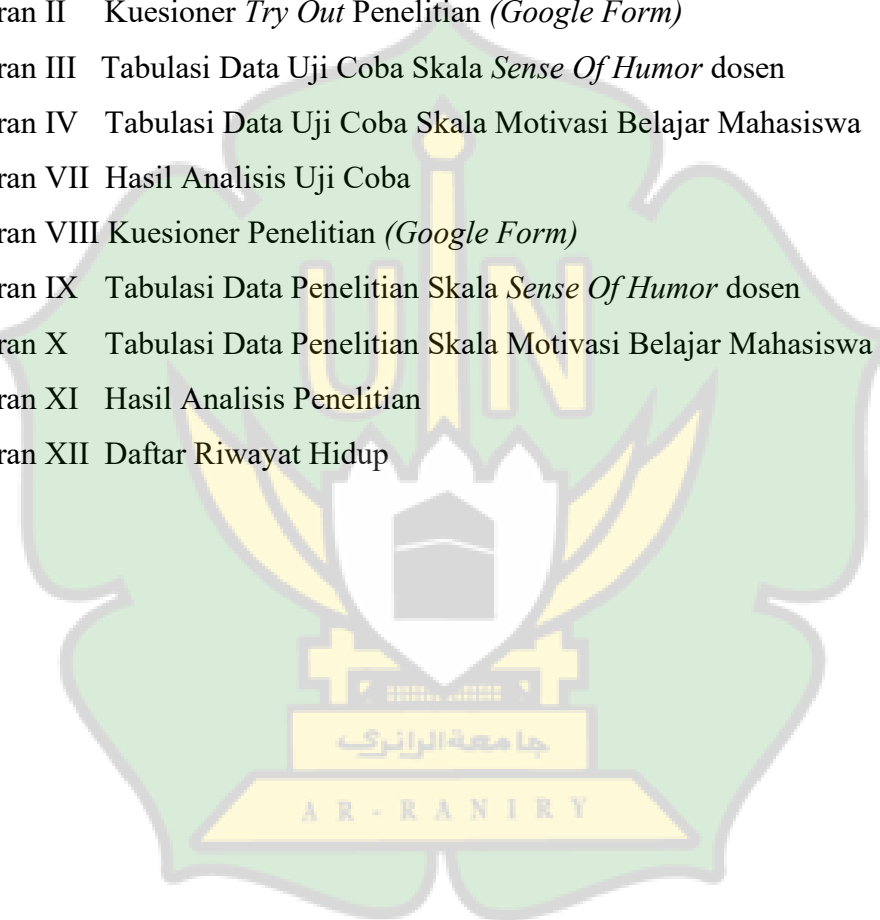 ran II Kuesioner Try Out Penelitian (Google Form)
ran III Tabulasi Data Uji Coba Skala Sense Of Humor dosen
ran IV Tabulasi Data Uji Coba Skala Motivasi Belajar Mahasiswa
ran VII Hasil Analisis Uji Coba
ran VIII Kuesioner Penelitian (Google Form)
ran IX Tabulasi Data Penelitian Skala Sense Of Humor dosen
ran X Tabulasi Data Penelitian Skala Motivasi Belajar Mahasiswa
ran XI Hasil Analisis Penelitian
ran XII Daftar Riwayat Hidup
UIN
جامعة الرانري
AR-RANIRY